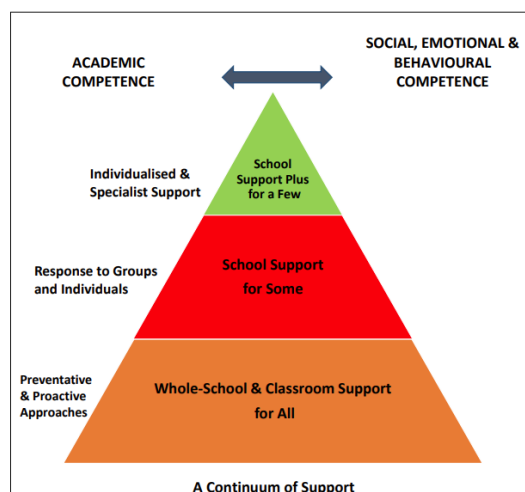 ACADEMIC
COMPETENCE
SOCIAL, EMOTIONAL &
BEHAVIOURAL
COMPETENCE
Individualised &
Specialist Support
School
Support Plus
for a Few
Response to Groups
and Individuals
School Support
for Some
Preventative
& Proactive
Approaches
Whole-School & Classroom Support
for All
A Continuum of Support